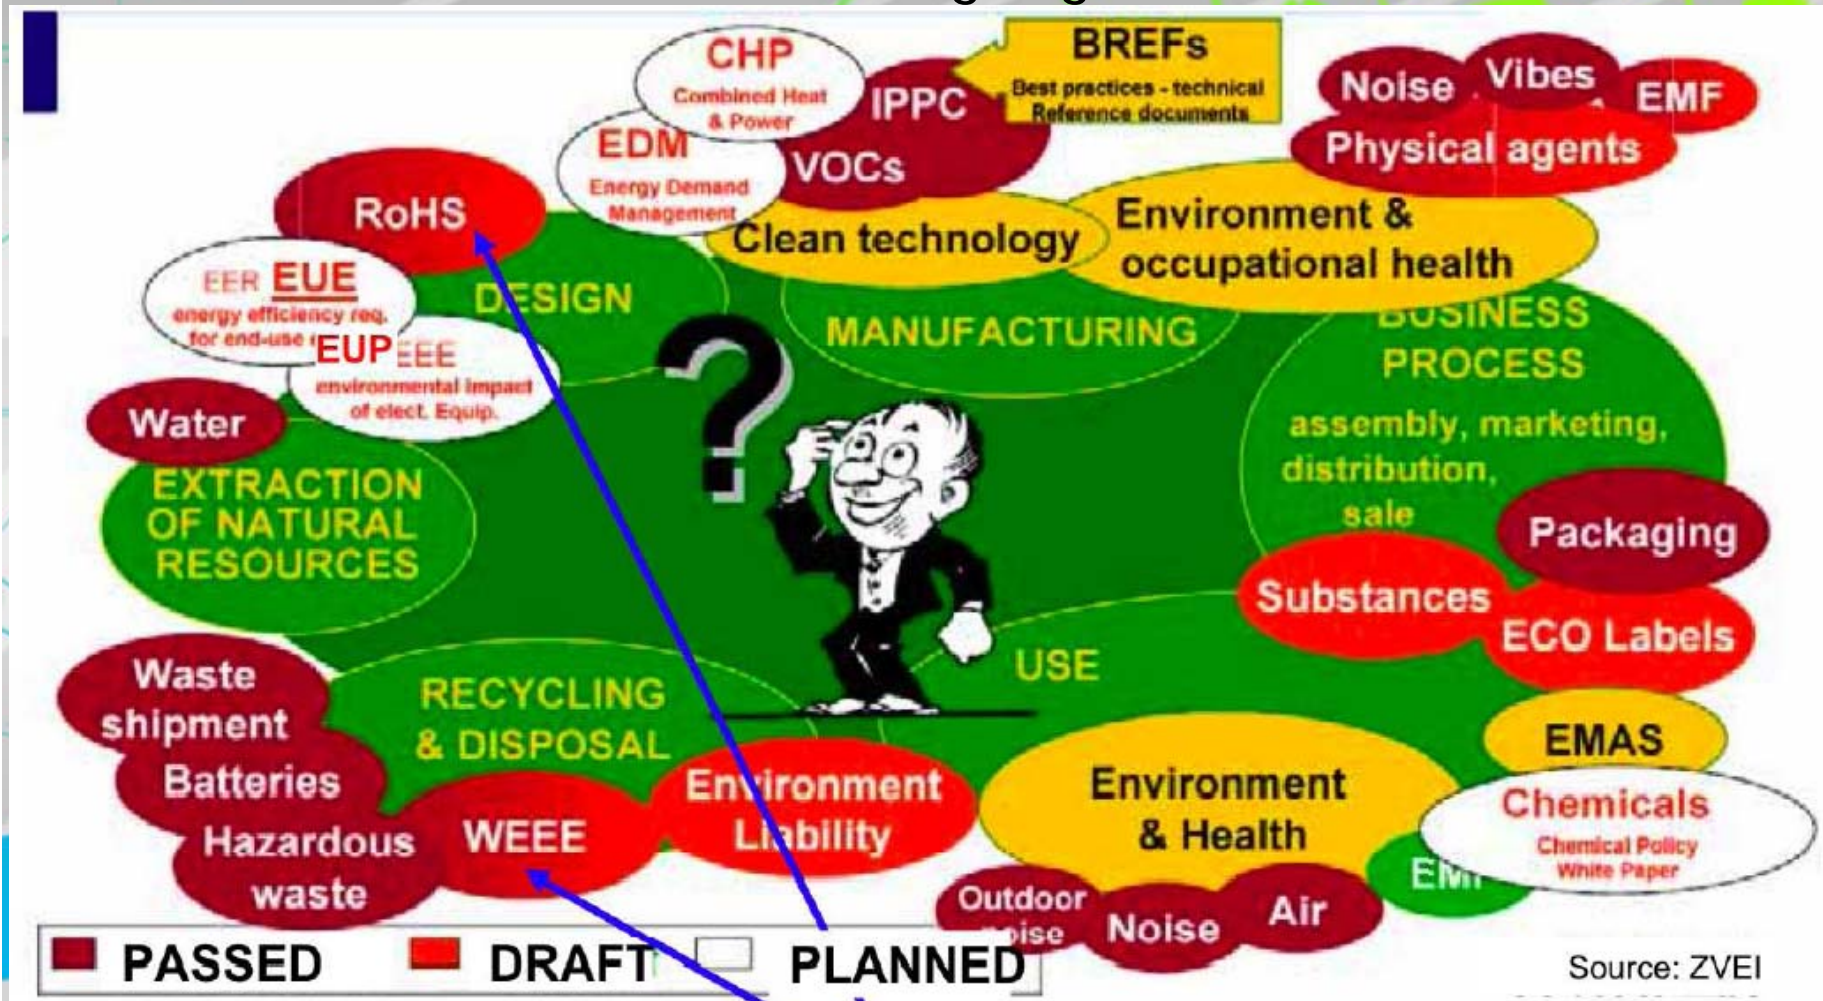 CHP
Combined Heat
& Power
IPPC
BREFs
Best practices - technical
Reference documents
Noise
Vibes
EMF
Physical agents
EDM
Energy Demand
Management
VOCs
RoHS
Clean technology
Environment &
occupational health
EER EUE
energy efficiency req.
for end-use
EUP EEE
environmental impact
of elect. Equip.
DESIGN
MANUFACTURING
BUSINESS
PROCESS
assembly, marketing,
distribution,
sale
Water
EXTRACTION
OF NATURAL
RESOURCES
?
Packaging
Substances
ECO Labels
Waste
shipment
Batteries
Hazardous
waste
RECYCLING
& DISPOSAL
WEEE
Environment
Liability
USE
Environment
& Health
EMAS
Chemicals
Chemical Policy
White Paper
Outdoor
noise
Noise
Air
PASSED
DRAFT
PLANNED
Source: ZVEI